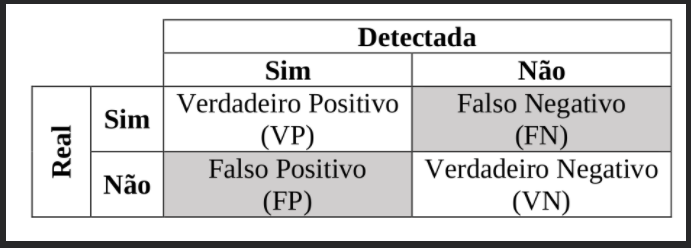 Detectada
Sim Não
Real
Sim
Verdadeiro Positivo
(VP)
Falso Negativo
(FN)
Não
Falso Positivo
(FP)
Verdadeiro Negativo
(VN)